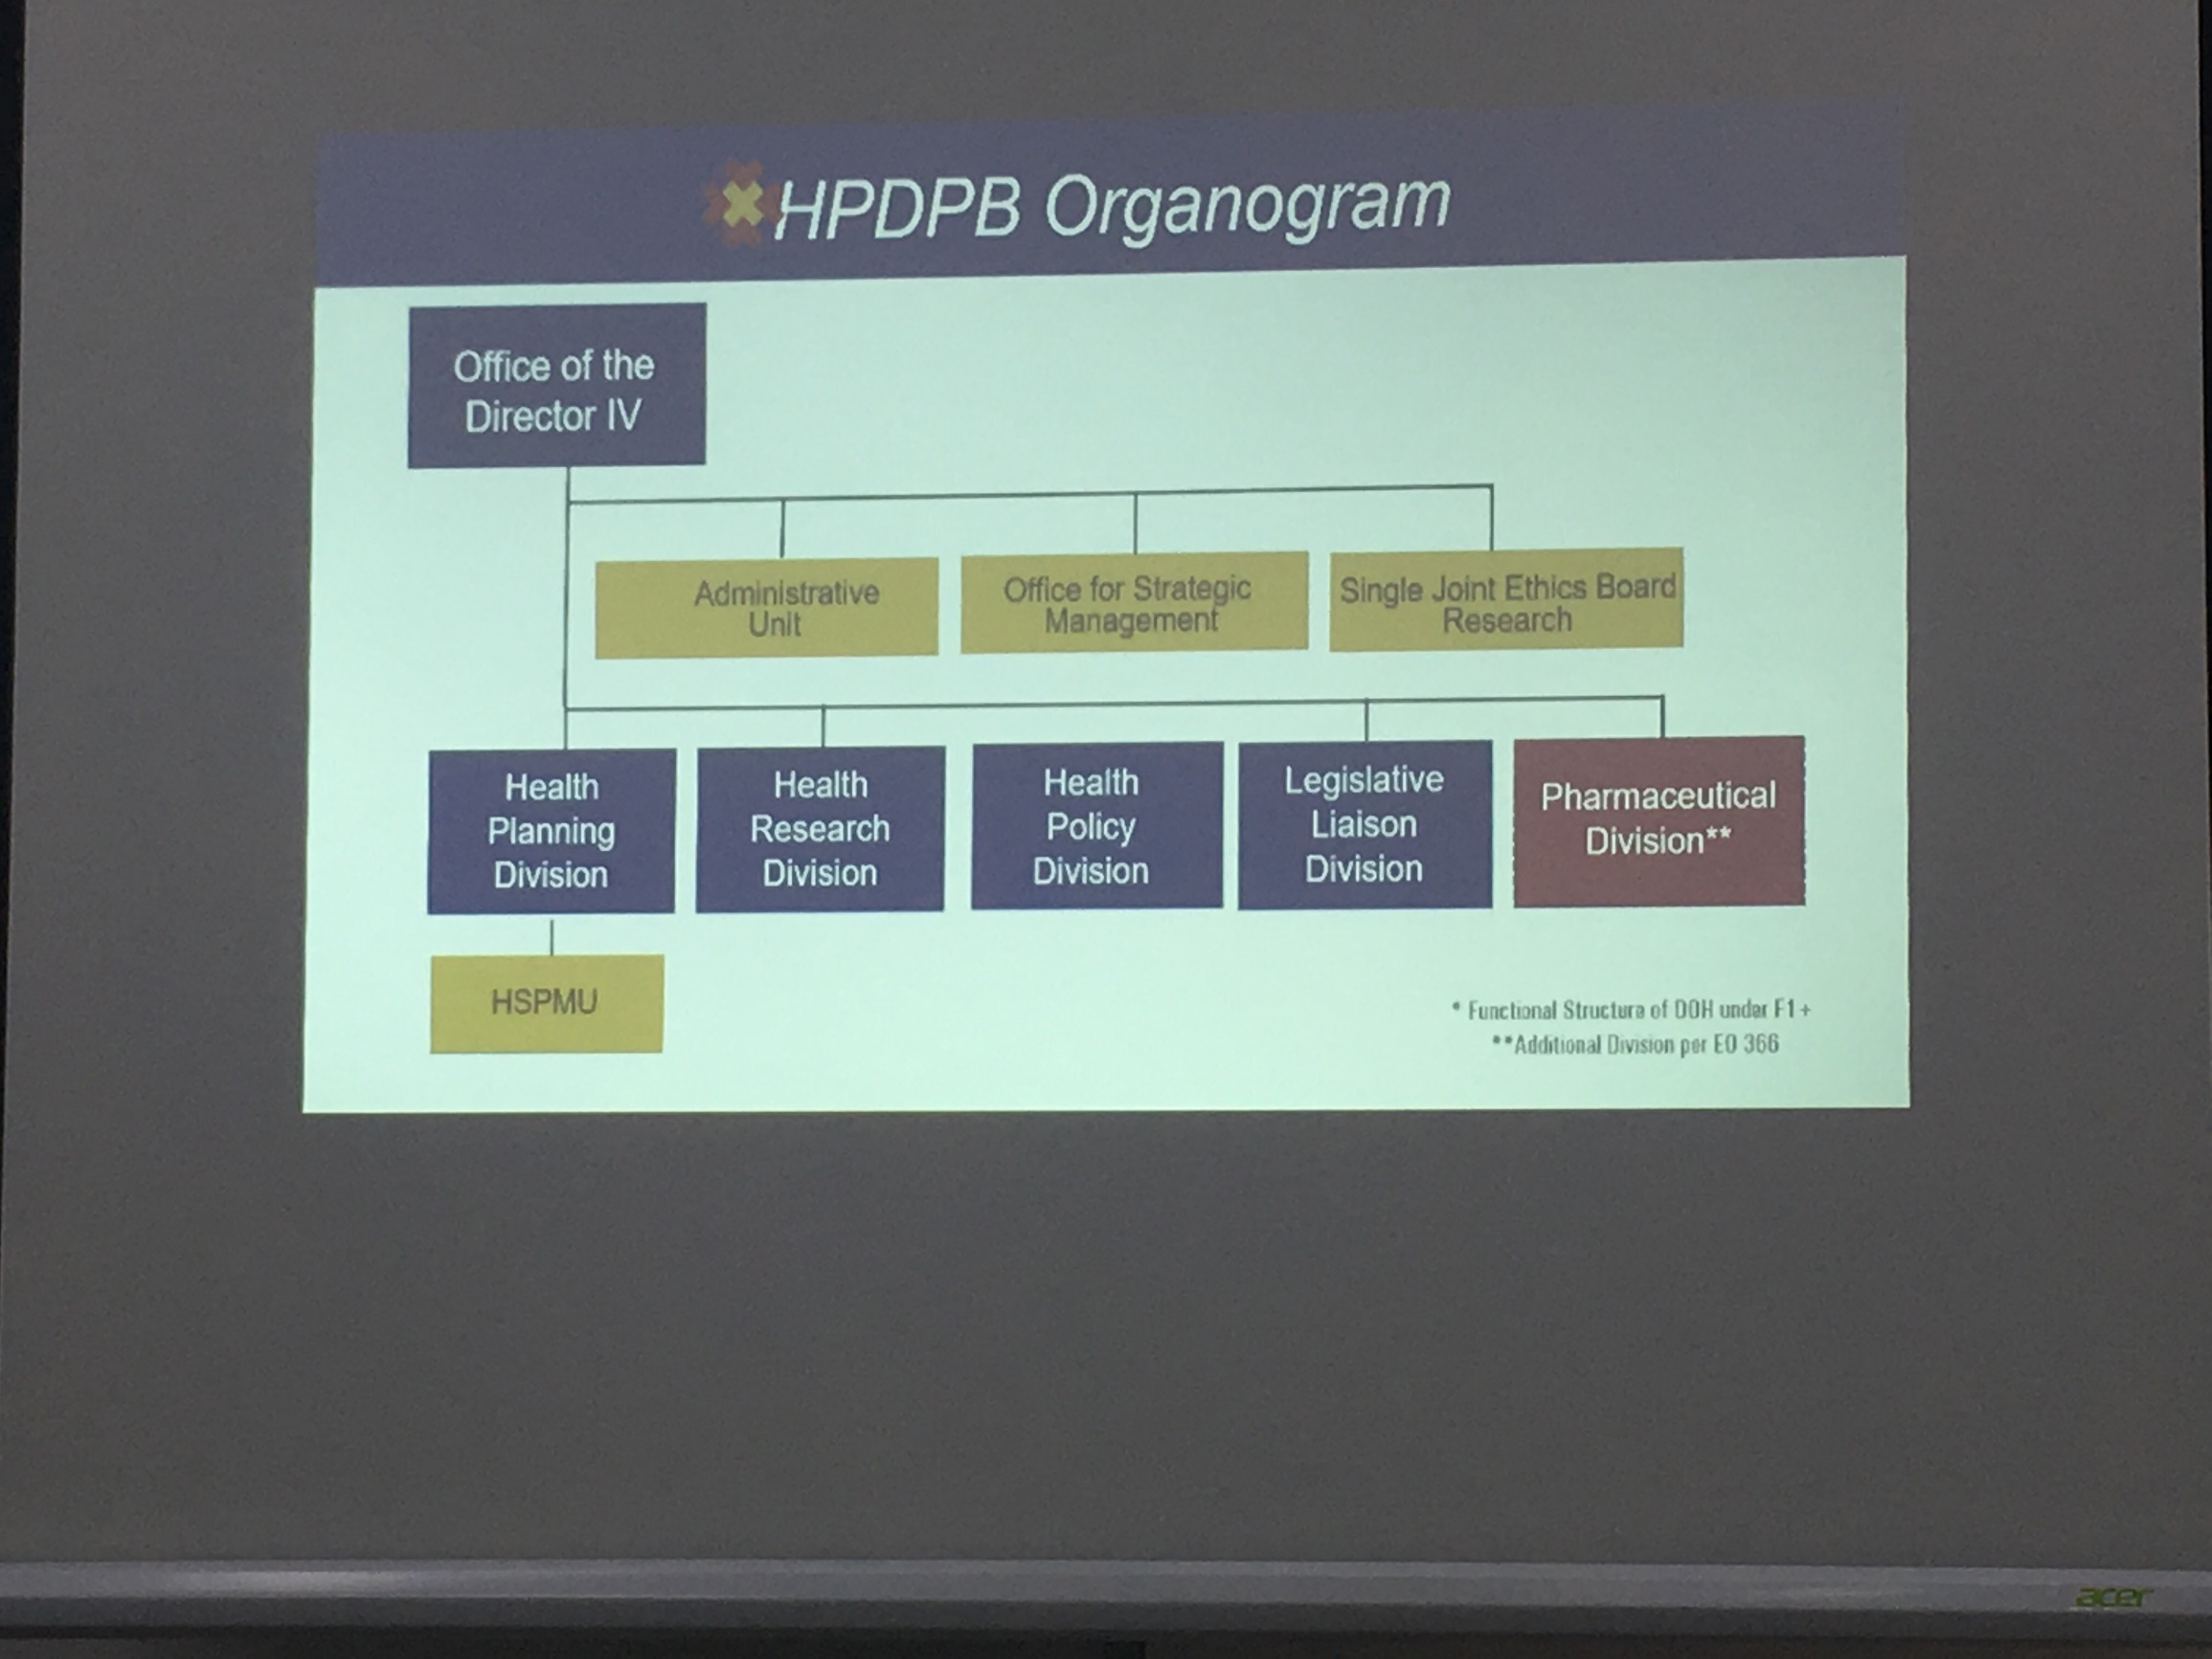 HPDPB Organogram
Office of the
Director IV
Administrative
Unit
Office for Strategic
Management
Single Joint Ethics Board
Research
Health
Planning
Division
Health
Research
Division
Health
Policy
Division
Legislative
Liaison
Division
Pharmaceutical
Division**
HSPMU
* Functional Structure of DOH under F1+
**Additional Division per EO 366
acer